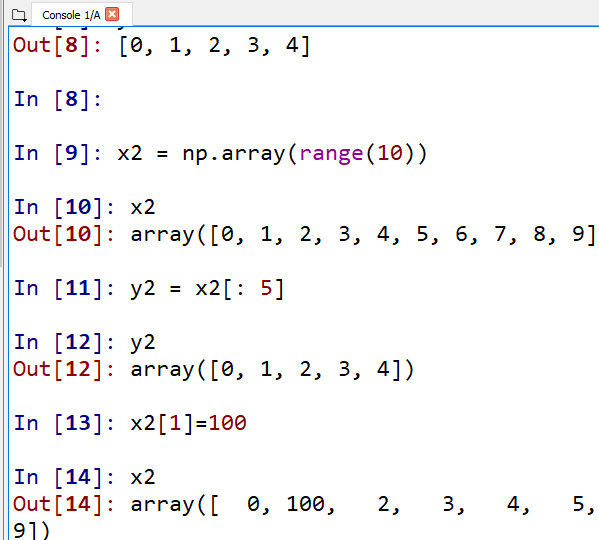 Console 1/A
Out[8]: [0, 1, 2, 3, 4]
In [8]:
In [9]: x2 = np.array(range(10))
In [10]: x2
Out[10]: array([0, 1, 2, 3, 4, 5, 6, 7, 8, 9]
In [11]: y2 = x2[: 5]
In [12]: y2
Out[12]: array([0, 1, 2, 3, 4])
In [13]: x2[1]=100
In [14]: x2
Out[14]: array([  0, 100,   2,   3,   4,   5,
9])